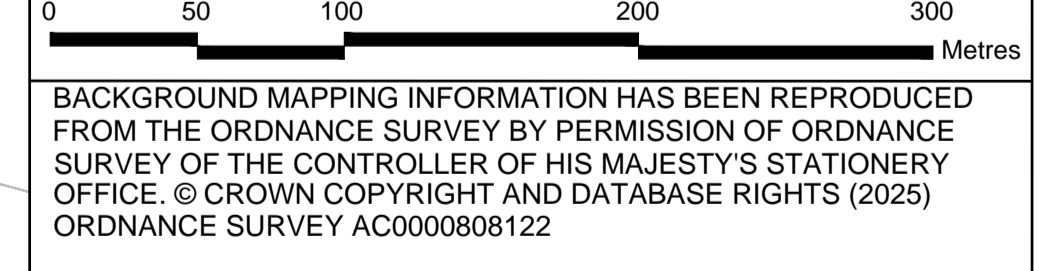 0 50 100 200 300
Metres
BACKGROUND MAPPING INFORMATION HAS BEEN REPRODUCED
FROM THE ORDNANCE SURVEY BY PERMISSION OF ORDNANCE
SURVEY OF THE CONTROLLER OF HIS MAJESTY'S STATIONERY
OFFICE. © CROWN COPYRIGHT AND DATABASE RIGHTS (2025)
ORDNANCE SURVEY AC0000808122